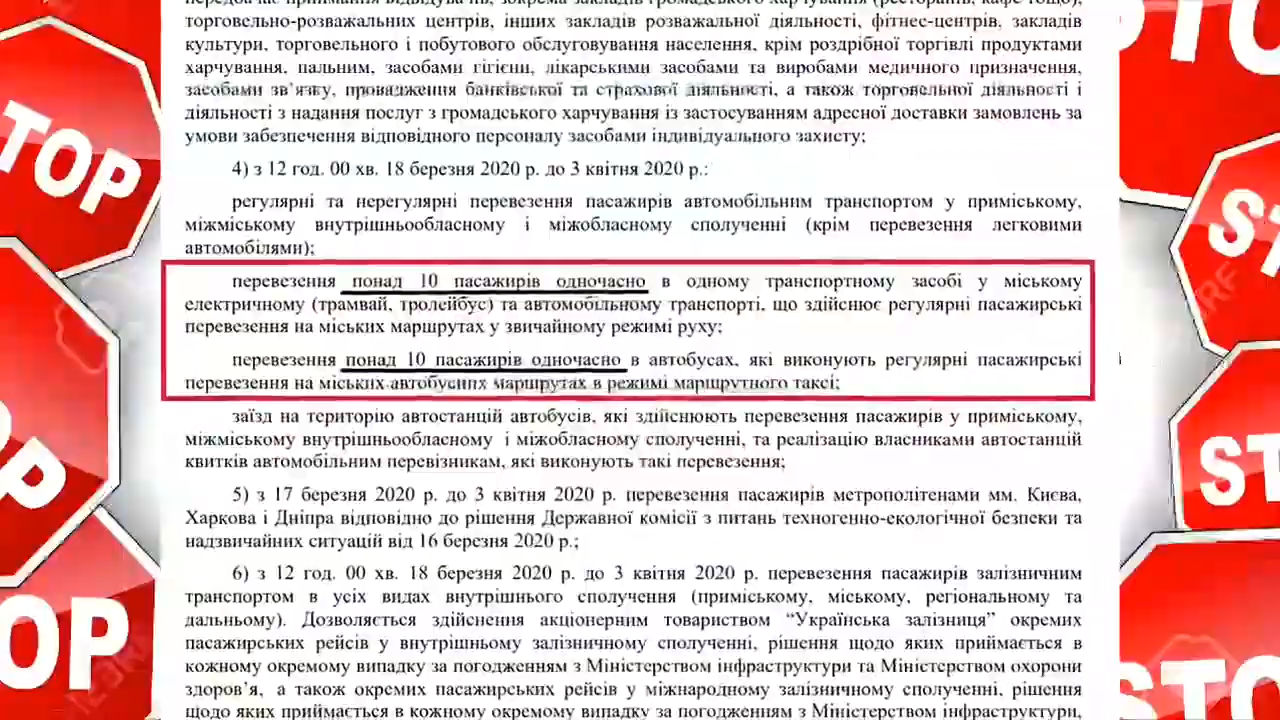 передбачає приймання відвідувачів, зокрема закладів громадського харчування (ресторанів, кафе тощо),
торговельно-розважальних центрів, інших закладів розважальної діяльності, фітнес-центрів, закладів
культури, торговельного і побутового обслуговування населення, крім роздрібної торгівлі продуктами
харчування, пальним, засобами гігієни, лікарськими засобами та виробами медичного призначення,
засобами зв’язку, провадження банківської та страхової діяльності, а також торговельної діяльності і
діяльності з надання послуг з громадського харчування із застосуванням адресної доставки замовлень за
умови забезпечення відповідного персоналу засобами індивідуального захисту;
4) з 12 год. 00 хв. 18 березня 2020 р. до 3 квітня 2020 р.:
регулярні та нерегулярні перевезення пасажирів автомобільним транспортом у приміському,
міжміському внутрішньообласному і міжобласному сполученні (крім перевезення легковими
автомобілями);
перевезення понад 10 пасажирів одночасно в одному транспортному засобі у міському
електричному (трамвай, тролейбус) та автомобільному транспорті, що здійснює регулярні пасажирські
перевезення на міських маршрутах у звичайному режимі руху;
перевезення понад 10 пасажирів одночасно в автобусах, які виконують регулярні пасажирські
перевезення на міських автобусних маршрутах в режимі маршрутного таксі;
заїзд на територію автостанцій автобусів, які здійснюють перевезення пасажирів у приміському,
міжміському внутрішньообласному і міжобласному сполученні, та реалізацію власниками автостанцій
квитків автомобільним перевізникам, які виконують такі перевезення;
5) з 17 березня 2020 р. до 3 квітня 2020 р. перевезення пасажирів метрополітенами мм. Києва,
Харкова і Дніпра відповідно до рішення Державної комісії з питань техногенно-екологічної безпеки та
надзвичайних ситуацій від 16 березня 2020 р.;
6) з 12 год. 00 хв. 18 березня 2020 р. до 3 квітня 2020 р. перевезення пасажирів залізничним
транспортом в усіх видах внутрішнього сполучення (приміському, міському, регіональному та
дальньому). Дозволяється здійснення акціонерним товариством “Українська залізниця” окремих
пасажирських рейсів у внутрішньому залізничному сполученні, рішення щодо яких приймається в
кожному окремому випадку за погодженням з Міністерством інфраструктури та Міністерством охорони
здоров’я, а також окремих пасажирських рейсів у міжнародному залізничному сполученні, рішення
щодо яких приймається в кожному окремому випадку за погодженням з Міністерством інфраструктури,
TOP
OP
OP
STO
ST
ST
STO